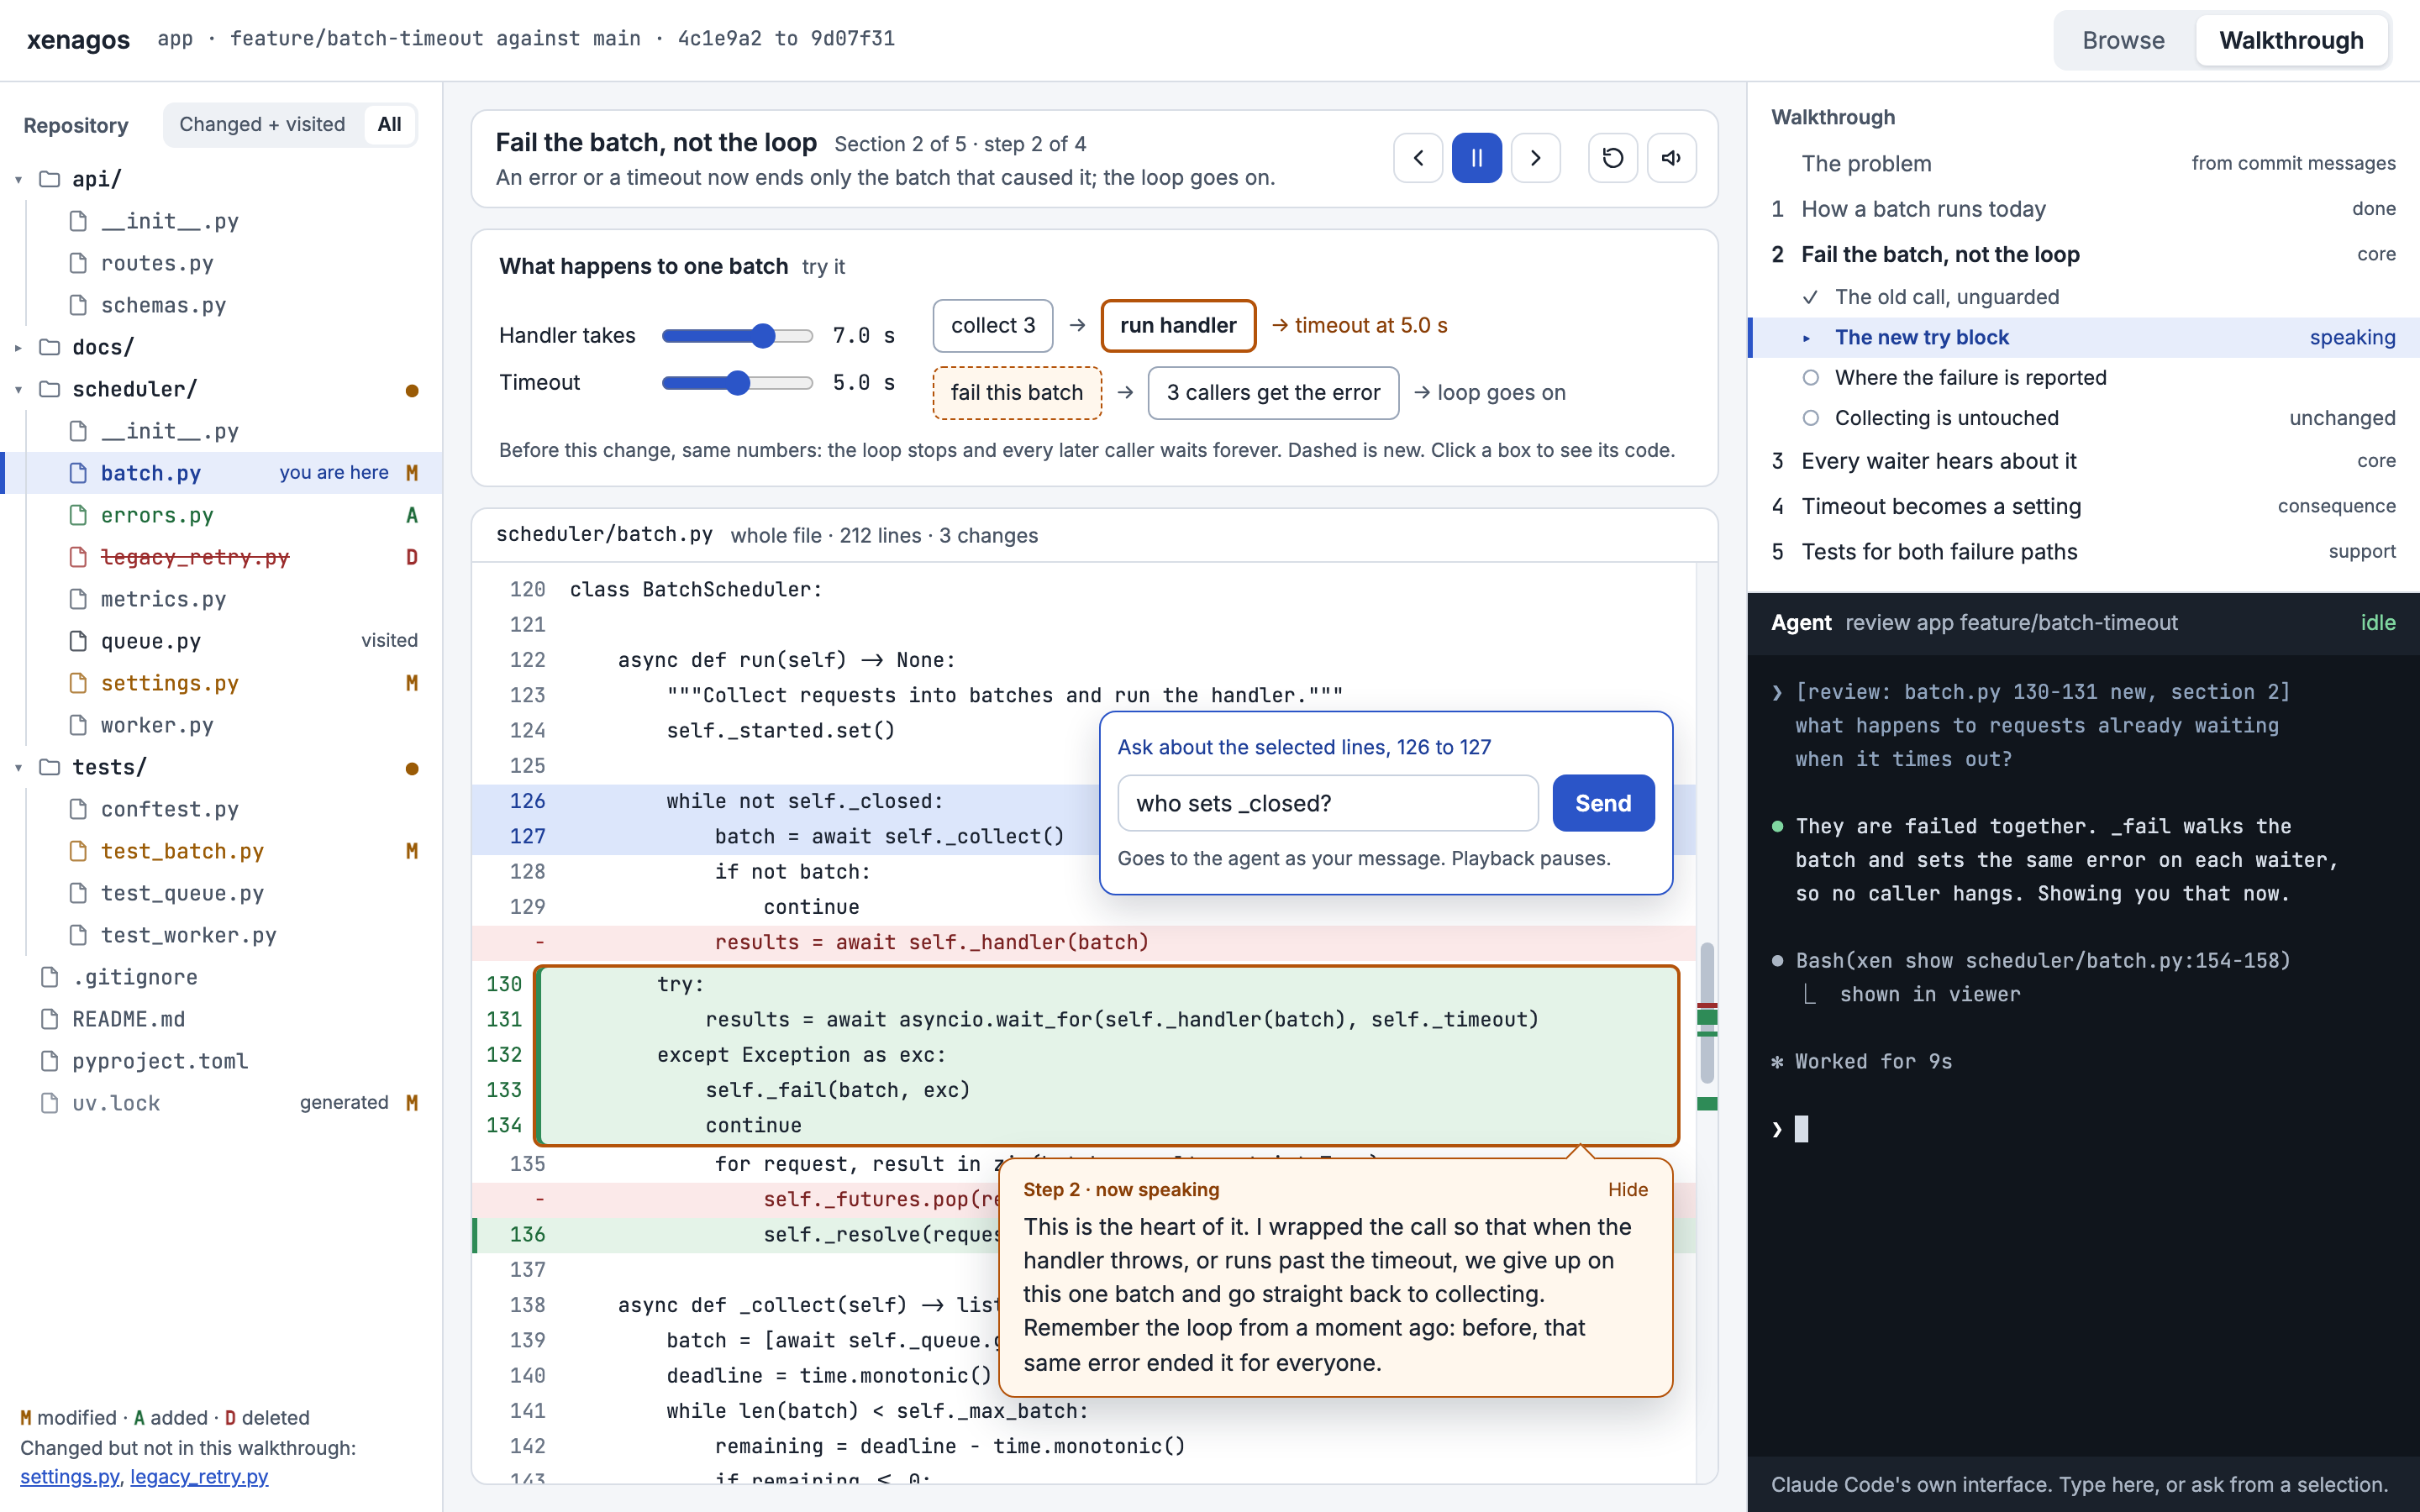 xenagos app · feature/batch-timeout against main · 4c1e9a2 to 9d07f31
Browse Walkthrough
Repository Changed + visited All
api/
__init__.py
routes.py
schemas.py
docs/
scheduler/
__init__.py
batch.py you are here M
errors.py A
legacy_retry.py D
metrics.py
queue.py visited
settings.py M
worker.py
tests/
conftest.py
test_batch.py M
test_queue.py
test_worker.py
.gitignore
README.md
pyproject.toml
uv.lock generated M
M modified · A added · D deleted
Changed but not in this walkthrough:
settings.py, legacy_retry.py
Fail the batch, not the loop Section 2 of 5 · step 2 of 4
An error or a timeout now ends only the batch that caused it; the loop goes on.
What happens to one batch try it
Handler takes 7.0 s
Timeout 5.0 s
collect 3 → run handler → timeout at 5.0 s
fail this batch → 3 callers get the error → loop goes on
Before this change, same numbers: the loop stops and every later caller waits forever. Dashed is new. Click a box to see its code.
scheduler/batch.py whole file · 212 lines · 3 changes
120 class BatchScheduler:
121
122 async def run(self) -> None:
123 """Collect requests into batches and run the handler."""
124 self._started.set()
125
126 while not self._closed:
127 batch = await self._collect()
128 if not batch:
129 continue
- results = await self._handler(batch)
130 try:
131 results = await asyncio.wait_for(self._handler(batch), self._timeout)
132 except Exception as exc:
133 self._fail(batch, exc)
134 continue
135 for request, result in
- self._futures.pop(
136 self._resolve(
137
138 async def _collect(self) ->
139 batch = [await self._queue.
140 deadline = time.monotonic()
141 while len(batch) < self._max_batch:
142 remaining = deadline - time.monotonic()
143 if remaining <= 0:
Ask about the selected lines, 126 to 127
who sets _closed? Send
Goes to the agent as your message. Playback pauses.
Step 2 · now speaking Hide
This is the heart of it. I wrapped the call so that when the
handler throws, or runs past the timeout, we give up on
this one batch and go straight back to collecting.
Remember the loop from a moment ago: before, that
same error ended it for everyone.
Walkthrough
The problem from commit messages
1 How a batch runs today done
2 Fail the batch, not the loop core
✓ The old call, unguarded
▸ The new try block speaking
Where the failure is reported
Collecting is untouched unchanged
3 Every waiter hears about it core
4 Timeout becomes a setting consequence
5 Tests for both failure paths support
Agent review app feature/batch-timeout idle
❯ [review: batch.py 130-131 new, section 2]
what happens to requests already waiting
when it times out?
● They are failed together. _fail walks the
batch and sets the same error on each waiter,
so no caller hangs. Showing you that now.
● Bash(xen show scheduler/batch.py:154-158)
⎿ shown in viewer
✻ Worked for 9s
❯
Claude Code's own interface. Type here, or ask from a selection.